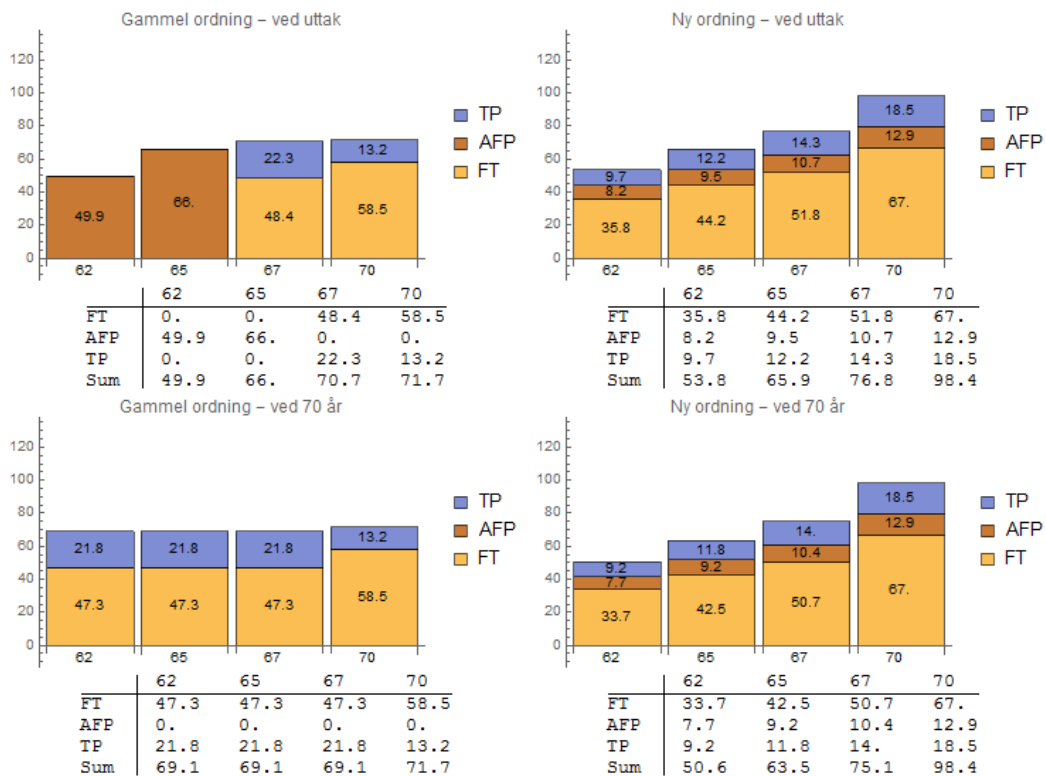 Gammel ordning – ved uttak
120
100
80
60
40
20
0
49.9
66.
22.3
48.4
13.2
58.5
62 65 67 70
TP
AFP
FT
62 65 67 70
FT 0. 0. 48.4 58.5
AFP 49.9 66. 0. 0.
TP 0. 0. 22.3 13.2
Sum 49.9 66. 70.7 71.7
Ny ordning – ved uttak
120
100
80
60
40
20
0
9.7
8.2
35.8
12.2
9.5
44.2
14.3
10.7
51.8
18.5
12.9
67.
62 65 67 70
TP
AFP
FT
62 65 67 70
FT 35.8 44.2 51.8 67.
AFP 8.2 9.5 10.7 12.9
TP 9.7 12.2 14.3 18.5
Sum 53.8 65.9 76.8 98.4
Gammel ordning – ved 70 år
120
100
80
60
40
20
0
21.8
47.3
21.8
47.3
21.8
47.3
13.2
58.5
62 65 67 70
TP
AFP
FT
62 65 67 70
FT 47.3 47.3 47.3 58.5
AFP 0. 0. 0. 0.
TP 21.8 21.8 21.8 13.2
Sum 69.1 69.1 69.1 71.7
Ny ordning – ved 70 år
120
100
80
60
40
20
0
9.2
7.7
33.7
11.8
9.2
42.5
14.
10.4
50.7
18.5
12.9
67.
62 65 67 70
TP
AFP
FT
62 65 67 70
FT 33.7 42.5 50.7 67.
AFP 7.7 9.2 10.4 12.9
TP 9.2 11.8 14. 18.5
Sum 50.6 63.5 75.1 98.4